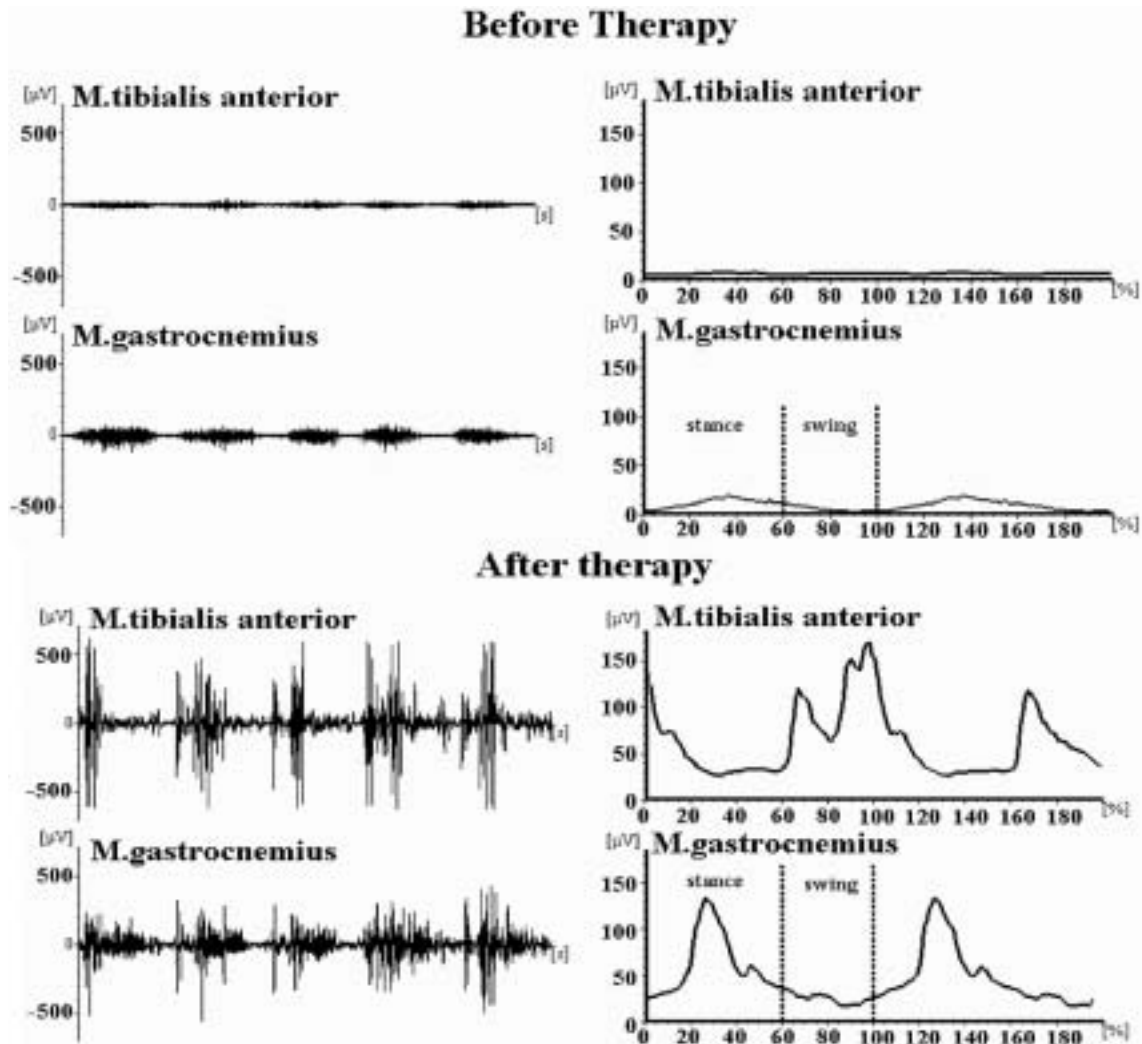 Before Therapy
[µV] M.tibialis anterior
500
0
-500
[s]
[µV] M.tibialis anterior
150
100
50
0
0 20 40 60 80 100 120 140 160 180 [%]
[µV] M.gastrocnemius
500
0
-500
[s]
[µV] M.gastrocnemius
150
100
50
0
stance swing
0 20 40 60 80 100 120 140 160 180 [%]
After therapy
[µV] M.tibialis anterior
500
0
-500
[s]
[µV] M.tibialis anterior
150
100
50
0
0 20 40 60 80 100 120 140 160 180 [%]
[µV] M.gastrocnemius
500
0
-500
[s]
[µV] M.gastrocnemius
150
100
50
0
stance swing
0 20 40 60 80 100 120 140 160 180 [%]